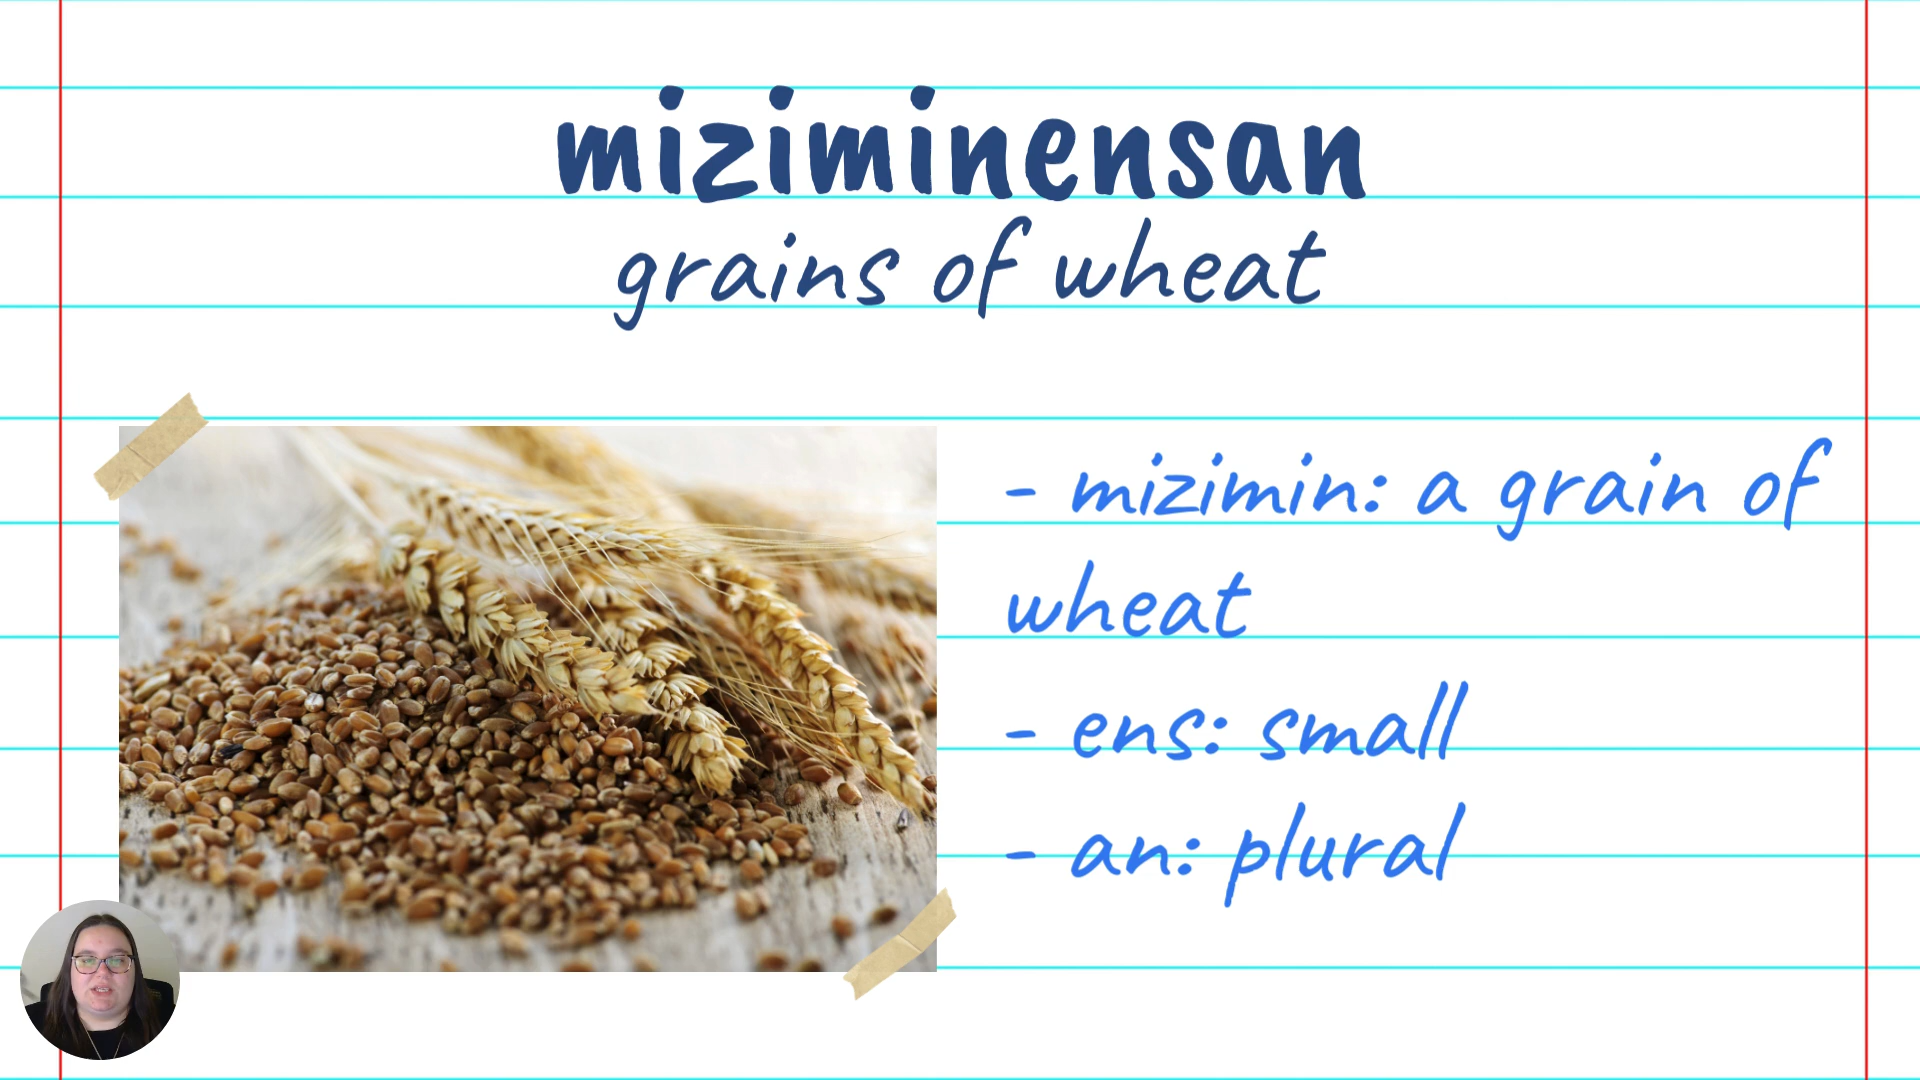 miziminensan
grains of wheat
- mizimin: a grain of
wheat
- ens: small
- an: plural